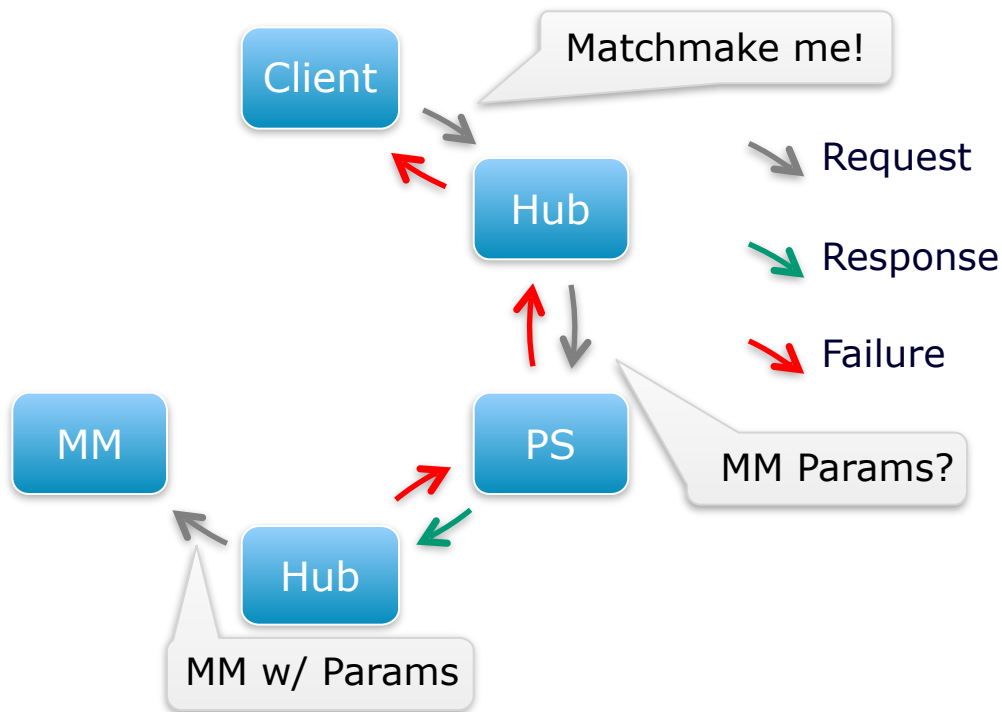 Matchmake me!
Client
Request
Hub
Response
Failure
MM
PS
MM Params?
Hub
MM w/ Params